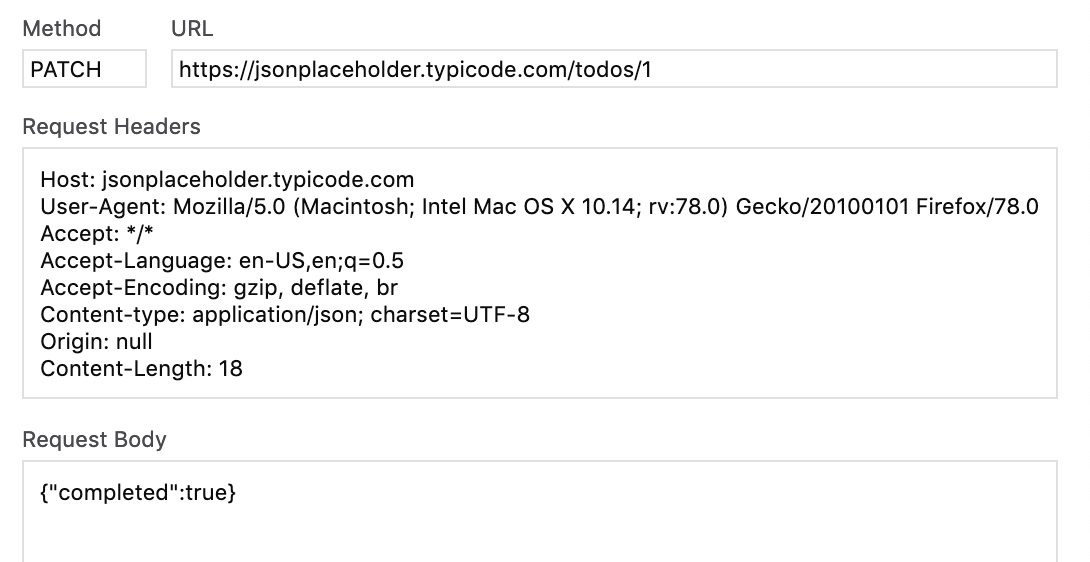 Method URL
PATCH https://jsonplaceholder.typicode.com/todos/1
Request Headers
Host: jsonplaceholder.typicode.com
User-Agent: Mozilla/5.0 (Macintosh; Intel Mac OS X 10.14; rv:78.0) Gecko/20100101 Firefox/78.0
Accept: */*
Accept-Language: en-US,en;q=0.5
Accept-Encoding: gzip, deflate, br
Content-type: application/json; charset=UTF-8
Origin: null
Content-Length: 18
Request Body
{"completed":true}